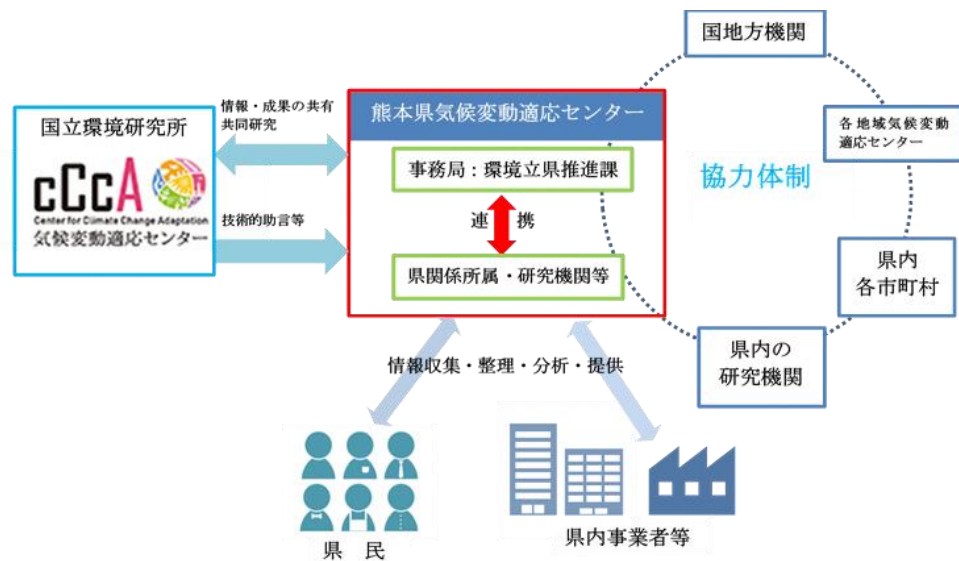 国地方機関
情報・成果の共有
共同研究
国立環境研究所
cCcA
Center for Climate Change Adaptation
気候変動適応センター
技術的助言等
熊本県気候変動適応センター
事務局：環境立県推進課
連 携
県関係所属・研究機関等
協力体制
各地域気候変動
適応センター
県内
各市町村
県内の
研究機関
情報収集・整理・分析・提供
県 民
県内事業者等